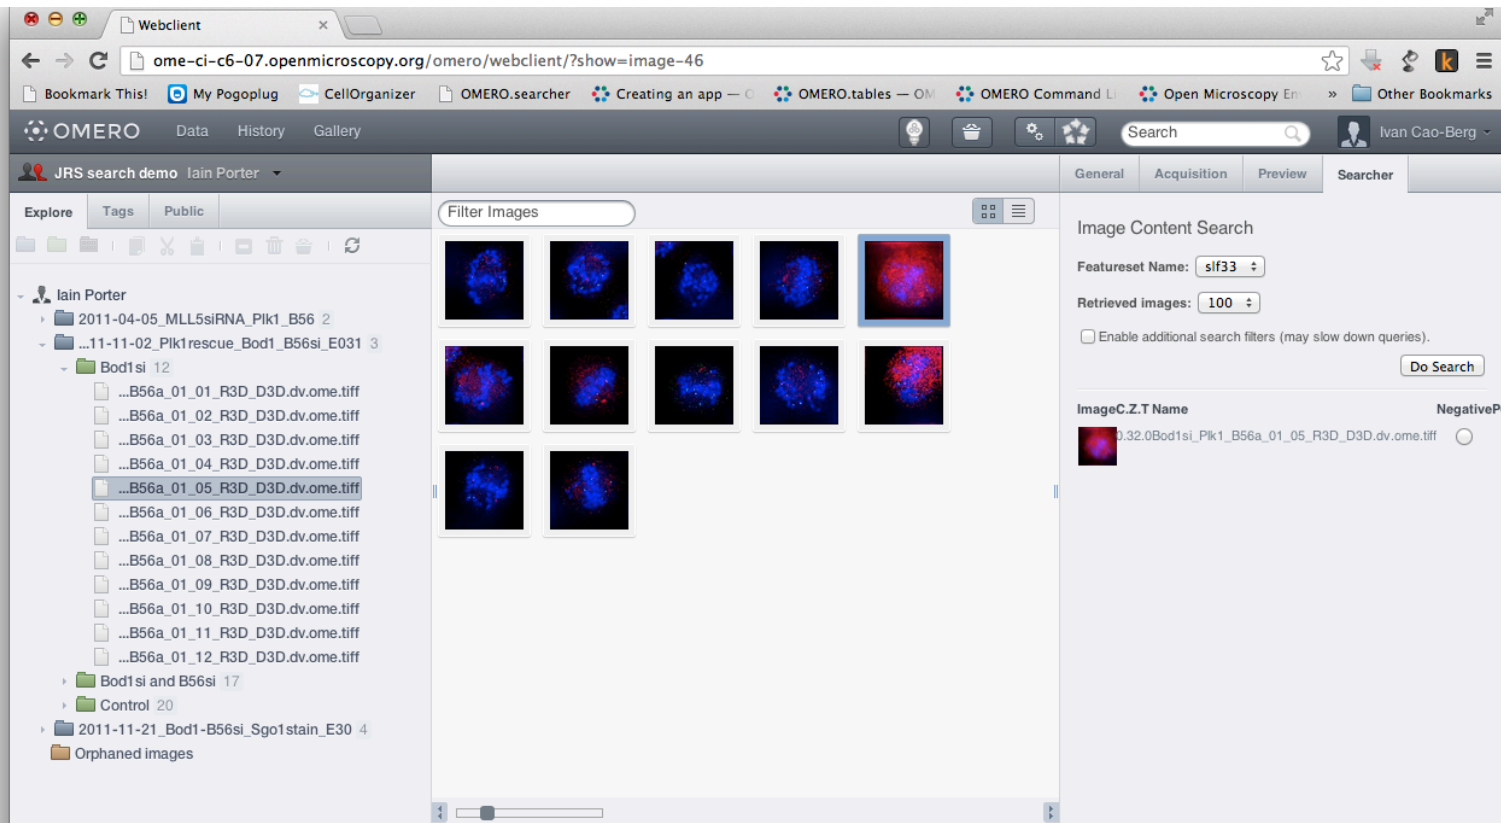 Webclient
ome-ci-c6-07.openmicroscopy.org/omero/webclient/?show=image-46
Bookmark This! My Pogoplug CellOrganizer OMERO.searcher Creating an app — OMERO.tables — OM OMERO Command Li Open Microscopy En » Other Bookmarks
OMERO Data History Gallery Search Ivan Cao-Berg
JRS search demo Iain Porter General Acquisition Preview Searcher
Explore Tags Public Filter Images
Image Content Search
Featureset Name: slf33
Retrieved images: 100
Enable additional search filters (may slow down queries).
Do Search
ImageC.Z.T Name NegativeP
0.32.0Bod1si_Plk1_B56a_01_05_R3D_D3D.dv.ome.tiff
Iain Porter
2011-04-05_MLL5siRNA_Plk1_B56 2
...11-11-02_Plk1rescue_Bod1_B56si_E031 3
Bod1si 12
...B56a_01_01_R3D_D3D.dv.ome.tiff
...B56a_01_02_R3D_D3D.dv.ome.tiff
...B56a_01_03_R3D_D3D.dv.ome.tiff
...B56a_01_04_R3D_D3D.dv.ome.tiff
...B56a_01_05_R3D_D3D.dv.ome.tiff
...B56a_01_06_R3D_D3D.dv.ome.tiff
...B56a_01_07_R3D_D3D.dv.ome.tiff
...B56a_01_08_R3D_D3D.dv.ome.tiff
...B56a_01_09_R3D_D3D.dv.ome.tiff
...B56a_01_10_R3D_D3D.dv.ome.tiff
...B56a_01_11_R3D_D3D.dv.ome.tiff
...B56a_01_12_R3D_D3D.dv.ome.tiff
Bod1si and B56si 17
Control 20
2011-11-21_Bod1-B56si_Sgo1stain_E30 4
Orphaned images